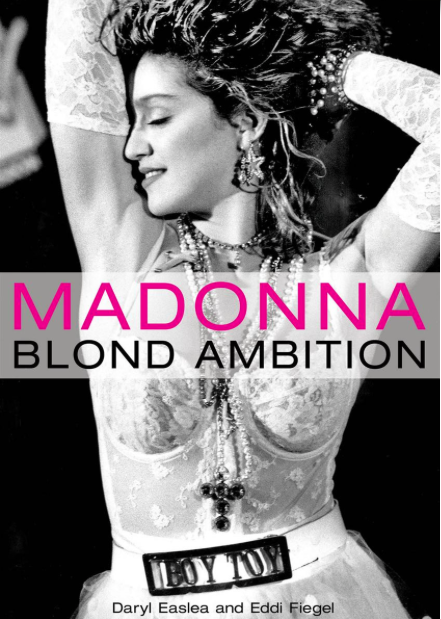 MADONNA
BLOND AMBITION
BOY TOY
Daryl Easlea and Eddi Fiegel